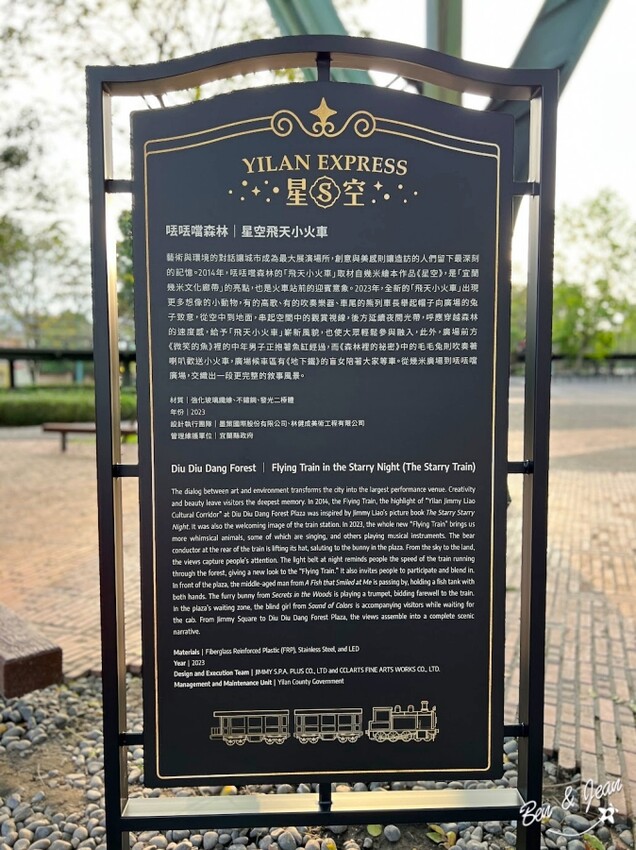 YILAN EXPRESS
星S空
噠噠噹森林｜星空飛天小火車
藝術與環境的對話讓城市成為最大展演場所，創意與美感則讓造訪的人們留下最深刻
的記憶。2014年，噠噠噹森林的「飛天小火車」取材自幾米繪本作品《星空》，是「宜蘭
幾米文化廊帶」的亮點，也是火車站前的迎賓意象。2023年，全新的「飛天小火車」出現
更多想像的小動物，有的高歌、有的吹奏樂器、車尾的熊列車長舉起帽子向廣場的兔
子致意，從空中到地面，串起空間中的觀賞視線，後方延續夜間光帶，呼應穿越森林
的速度感，給予「飛天小火車」嶄新風貌，也使大眾輕鬆參與融入，此外，廣場前方
《微笑的魚》裡的中年男子正抱著魚缸經過，而《森林裡的祕密》中的毛毛兔則吹奏著
喇叭歡送小火車，廣場候車區有《地下鐵》的盲女陪著大家等車。從幾米廣場到噠噠噹
廣場，交織出一段更完整的敘事風景。
材質｜強化玻璃纖維、不鏽鋼、發光二極體
年份｜2023
設計執行團隊｜墨策國際股份有限公司、林健成美術工程有限公司
管理維護單位｜宜蘭縣政府
Diu Diu Dang Forest | Flying Train in the Starry Night (The Starry Train)
The dialog between art and environment transforms the city into the largest performance venue. Creativity
and beauty leave visitors the deepest memory. In 2014, the Flying Train, the highlight of "Yilan Jimmy Liao
Cultural Corridor" at Diu Diu Dang Forest Plaza was inspired by Jimmy Liao's picture book The Starry Starry
Night. It was also the welcoming image of the train station. In 2023, the whole new "Flying Train" brings us
more whimsical animals, some of which are singing, and others playing musical instruments. The bear
conductor at the rear of the train is lifting its hat, saluting to the bunny in the plaza. From the sky to the land,
the views capture people's attention. The light belt at night reminds people the speed of the train running
through the forest, giving a new look to the "Flying Train." It also invites people to participate and blend in.
In front of the plaza, the middle-aged man from A Fish that Smiled at Me is passing by, holding a fish tank with
both hands. The furry bunny from Secrets in the Woods is playing a trumpet, bidding farewell to the train.
In the plaza's waiting zone, the blind girl from Sound of Colors is accompanying visitors while waiting for
the cab. From Jimmy Square to Diu Diu Dang Forest Plaza, the views assemble into a complete scenic
narrative.
Materials | Fiberglass Reinforced Plastic (FRP), Stainless Steel, and LED
Year | 2023
Design and Execution Team | JIMMY S.P.A. PLUS CO., LTD and CCLARTS FINE ARTS WORKS CO., LTD.
Management and Maintenance Unit | Yilan County Government
Ben & Jean